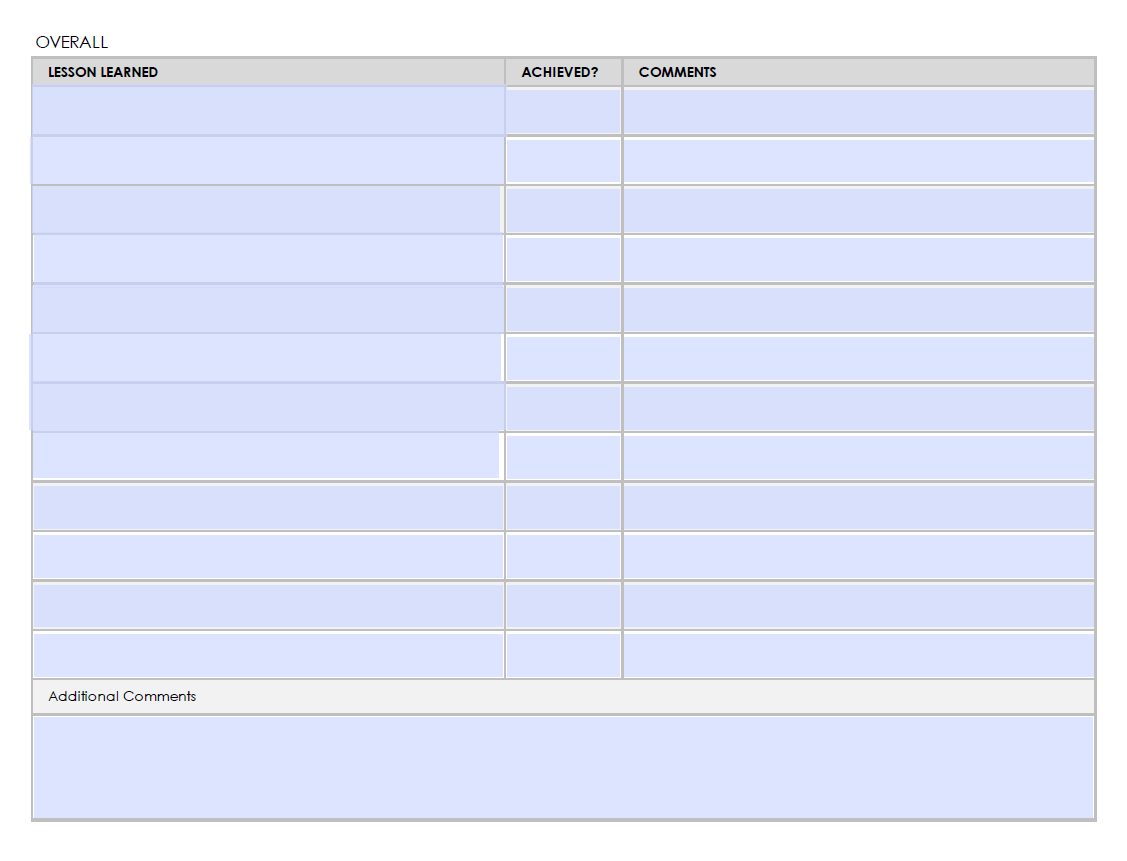 OVERALL
LESSON LEARNED ACHIEVED? COMMENTS
Additional Comments